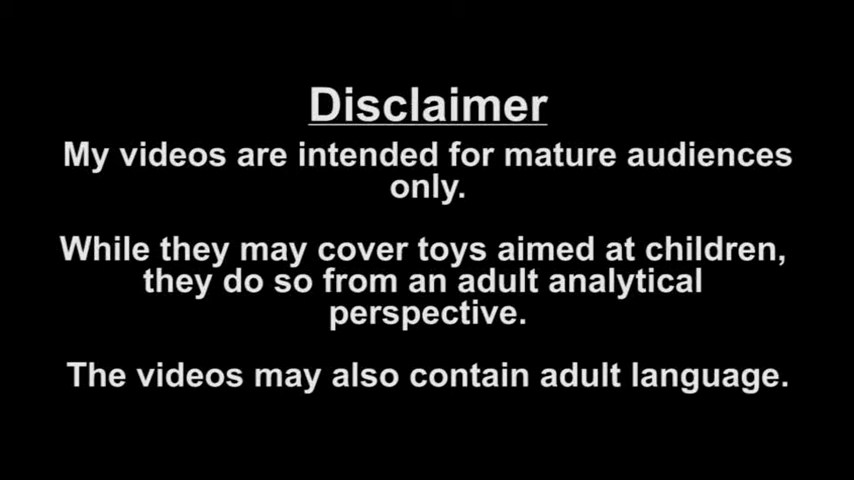 Disclaimer
My videos are intended for mature audiences
only.
While they may cover toys aimed at children,
they do so from an adult analytical
perspective.
The videos may also contain adult language.